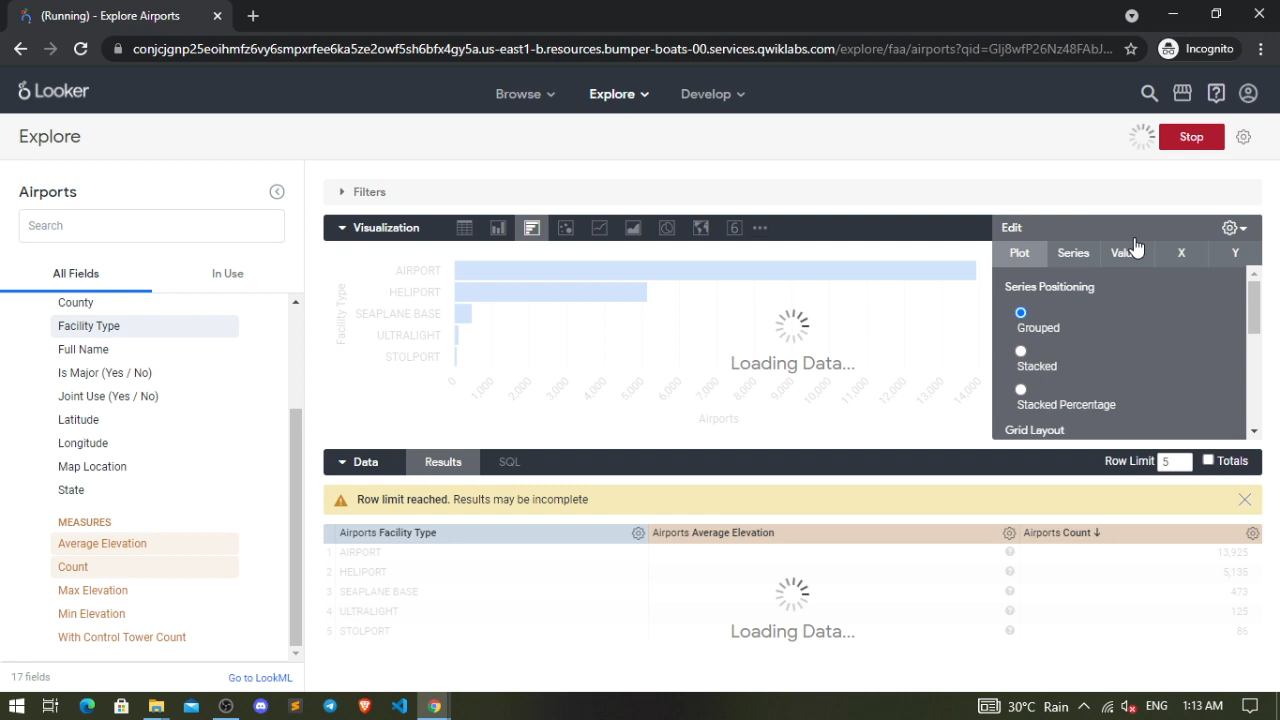 (Running) - Explore Airports
conjcjgnp25eoihmfz6vy6smpxrfee6ka5ze2owf5sh6bfx4gy5a.us-east1-b.resources.bumper-boats-00.services.qwiklabs.com/explore/faa/airports?qid=GIj8wfP26Nz48FAbJ... Incognito
Looker Browse Explore Develop
Explore Stop
Airports
Search
All Fields In Use
County
Facility Type
Full Name
Is Major (Yes / No)
Joint Use (Yes / No)
Latitude
Longitude
Map Location
State
MEASURES
Average Elevation
Count
Max Elevation
Min Elevation
With Control Tower Count
17 fields Go to LookML
Filters
Visualization 6 Edit
Plot Series X Y
Series Positioning
Grouped
Stacked
Stacked Percentage
Grid Layout
Facility Type
AIRPORT
HELIPORT
SEAPLANE BASE
ULTRALIGHT
STOLPORT
0 1,000 2,000 3,000 4,000 5,000 6,000 7,000 8,000 9,000 10,000 11,000 12,000 13,000 14,000
Airports
Loading Data...
Data Results SQL Row Limit 5 Totals
Row limit reached. Results may be incomplete
Airports Facility Type Airports Average Elevation Airports Count
1 AIRPORT 13,925
2 HELIPORT 5,135
3 SEAPLANE BASE 473
4 ULTRALIGHT 125
5 STOLPORT 86
Loading Data...
30°C Rain ENG 1:13 AM